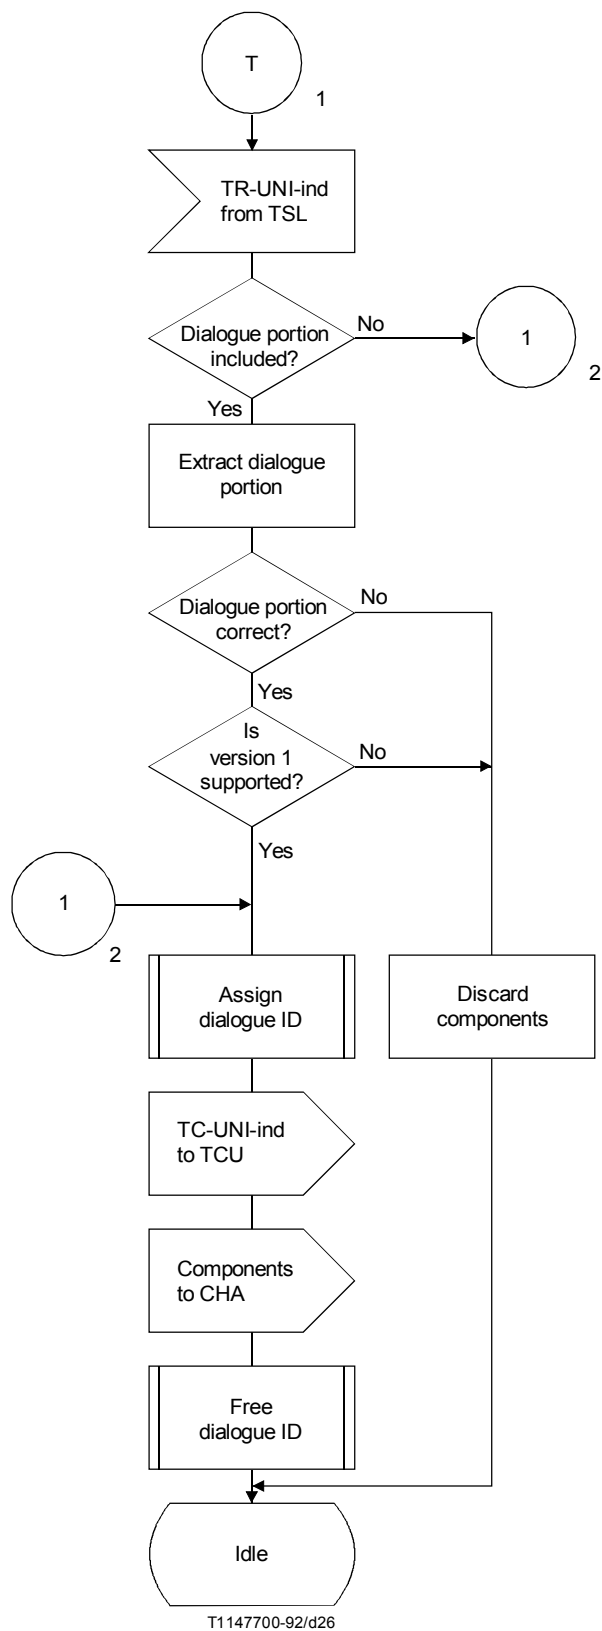 T
1
TR-UNI-ind
from TSL
Dialogue portion
included?
No
1
2
Yes
Extract dialogue
portion
Dialogue portion
correct?
No
Yes
Is
version 1
supported?
No
Yes
1
2
Assign
dialogue ID
Discard
components
TC-UNI-ind
to TCU
Components
to CHA
Free
dialogue ID
Idle
T1147700-92/d26